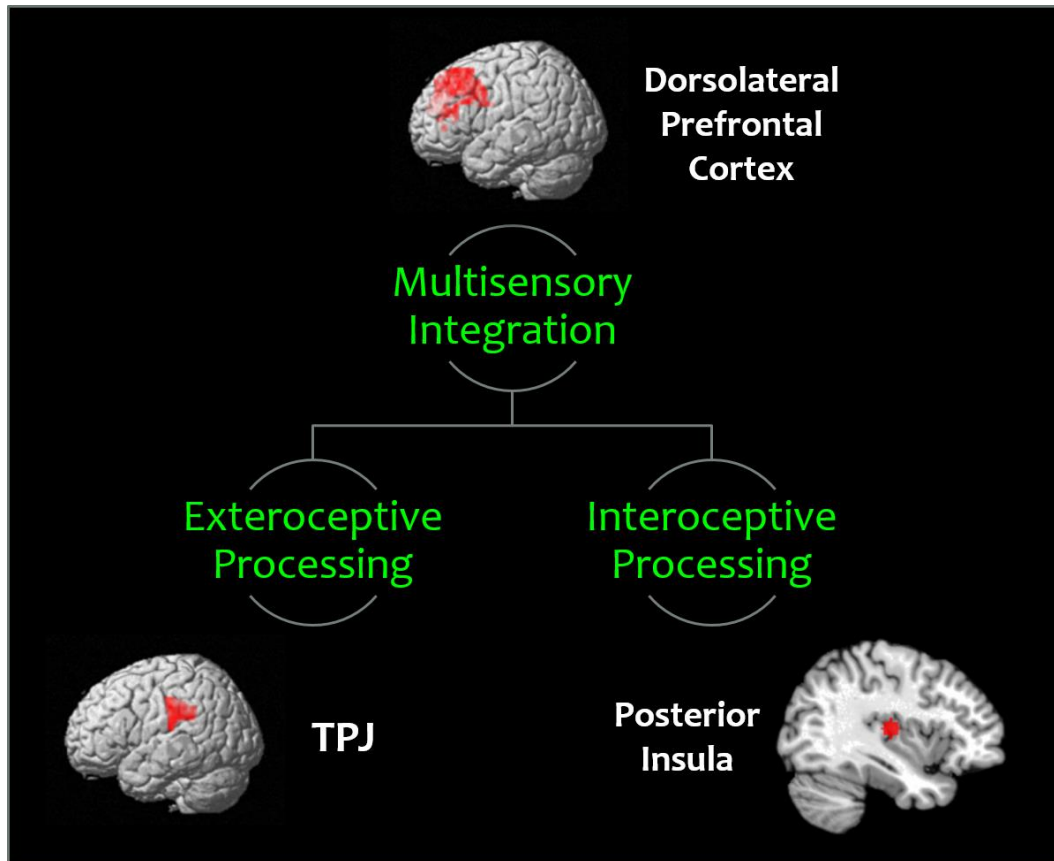 Dorsolateral
Prefrontal
Cortex
Multisensory
Integration
Exteroceptive
Processing
Interoceptive
Processing
TPJ
Posterior
Insula